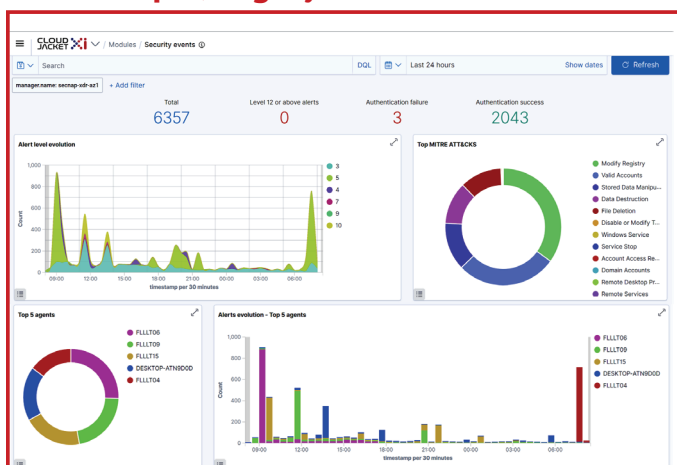 CLOUD
JACKET Xi / Modules / Security events
Search DQL Last 24 hours Show dates Refresh
manager.name: secnap-xdr-az1 + Add filter
Total Level 12 or above alerts Authentication failure Authentication success
6357 0 3 2043
Alert level evolution
Count
1,000
800
600
400
200
0
09:00 12:00 15:00 18:00 21:00 00:00 03:00 06:00
timestamp per 30 minutes
3
5
4
7
9
10
Top MITRE ATT&CKS
Modify Registry
Valid Accounts
Stored Data Manipu...
Data Destruction
File Deletion
Disable or Modify T...
Windows Service
Service Stop
Account Access Re...
Domain Accounts
Remote Desktop Pr...
Remote Services
Top 5 agents
FLLLT06
FLLLT09
FLLLT15
DESKTOP-ATN9D0D
FLLLT04
Alerts evolution - Top 5 agents
Count
1,000
800
600
400
200
0
09:00 12:00 15:00 18:00 21:00 00:00 03:00 06:00
timestamp per 30 minutes
FLLLT06
FLLLT09
FLLLT15
DESKTOP-ATN9D0D
FLLLT04